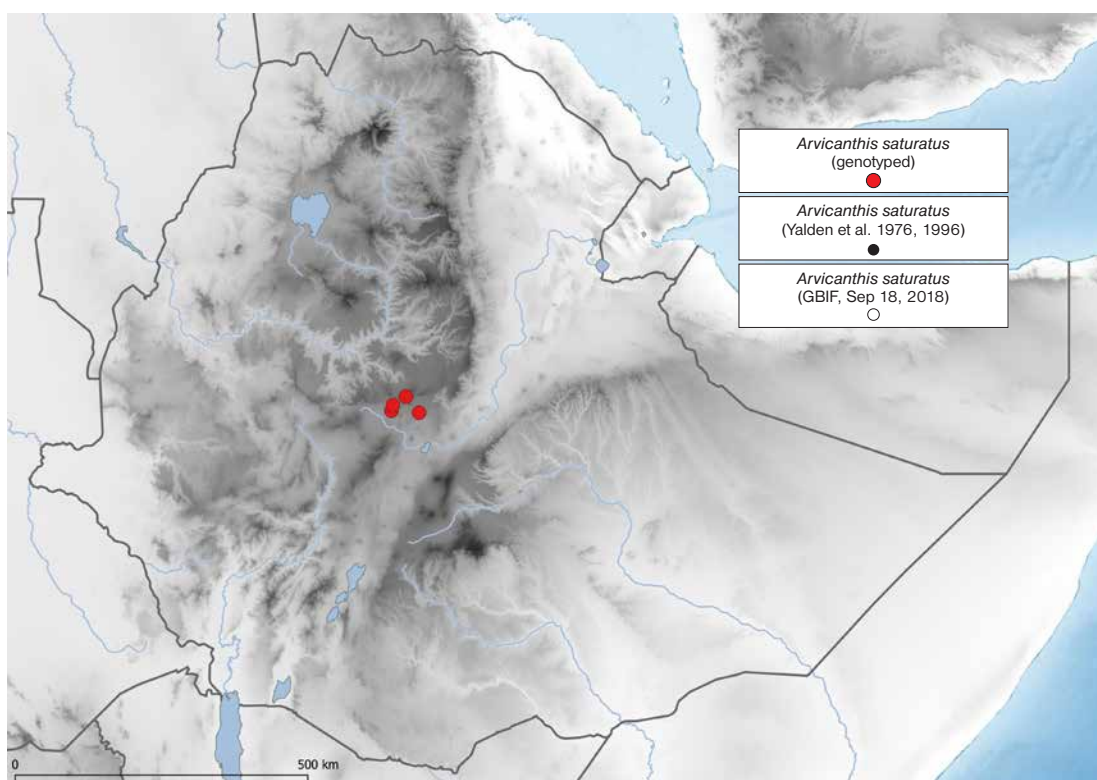 Arvicanthis saturatus
(genotyped)
Arvicanthis saturatus
(Yalden et al. 1976, 1996)
Arvicanthis saturatus
(GBIF, Sep 18, 2018)
0 500 km